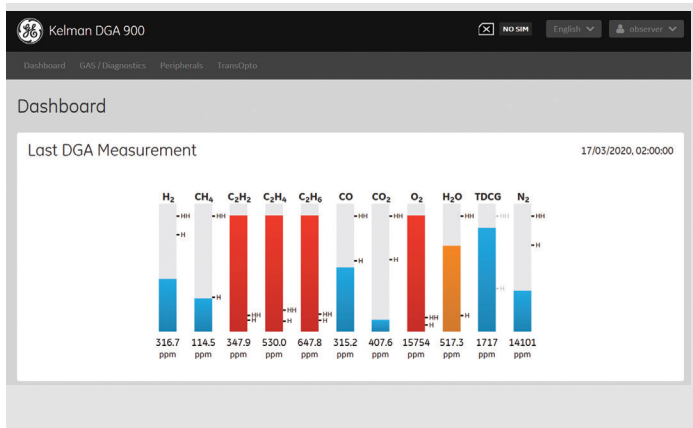 GE Kelman DGA 900 NO SIM English observer
Dashboard GAS / Diagnostics Peripherals TransOpto
Dashboard
Last DGA Measurement 17/03/2020, 02:00:00
H₂ CH₄ C₂H₂ C₂H₄ C₂H₆ CO CO₂ O₂ H₂O TDCG N₂
HH HH HH HH HH HH HH
H H
H H
H H
HH HH HH HH H
H H H H
316.7 114.5 347.9 530.0 647.8 315.2 407.6 15754 517.3 1717 14101
ppm ppm ppm ppm ppm ppm ppm ppm ppm ppm ppm